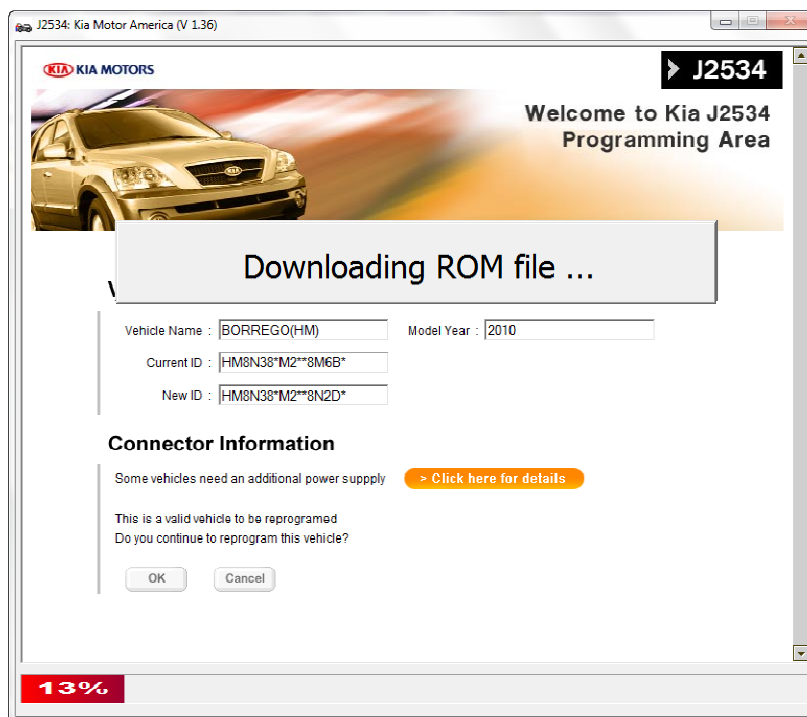 J2534: Kia Motor America (V 1.36)
KIA KIA MOTORS
J2534
Welcome to Kia J2534
Programming Area
KIA
Downloading ROM file ...
Vehicle Name : BORREGO(HM) Model Year : 2010
Current ID : HM8N38*M2**8M6B*
New ID : HM8N38*M2**8N2D*
Connector Information
Some vehicles need an additional power suppply > Click here for details
This is a valid vehicle to be reprogramed
Do you continue to reprogram this vehicle?
OK Cancel
13%